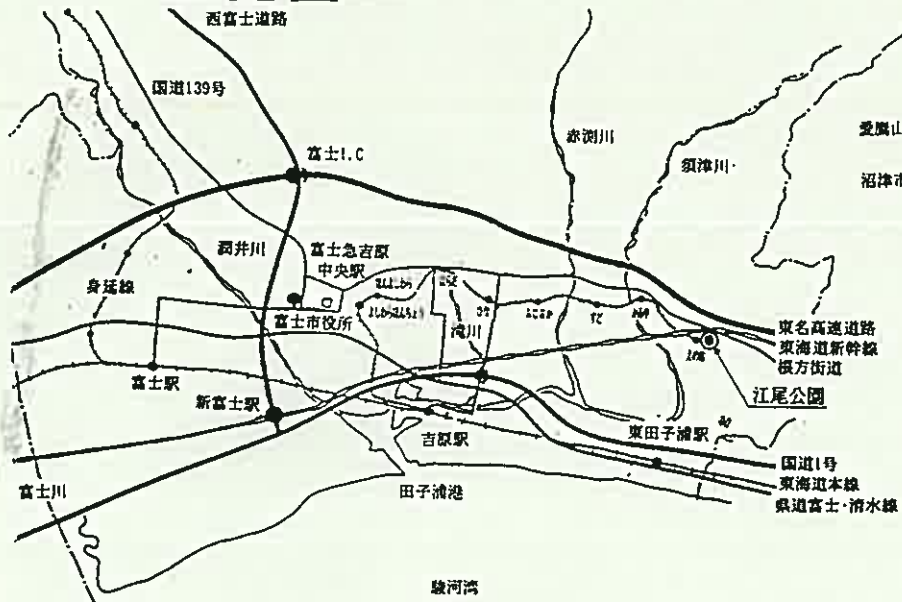 西富士道路
国道139号
富士I.C
赤渕川
須津川
愛鷹山
沼津市
潤井川
富士急吉原
中央駅
身延線
富士市役所
滝川
富士駅
新富士駅
吉原駅
東田子浦駅
富士川
田子浦港
東名高速道路
東海道新幹線
根方街道
江尾公園
国道1号
東海道本線
県道富士・清水線
駿河湾